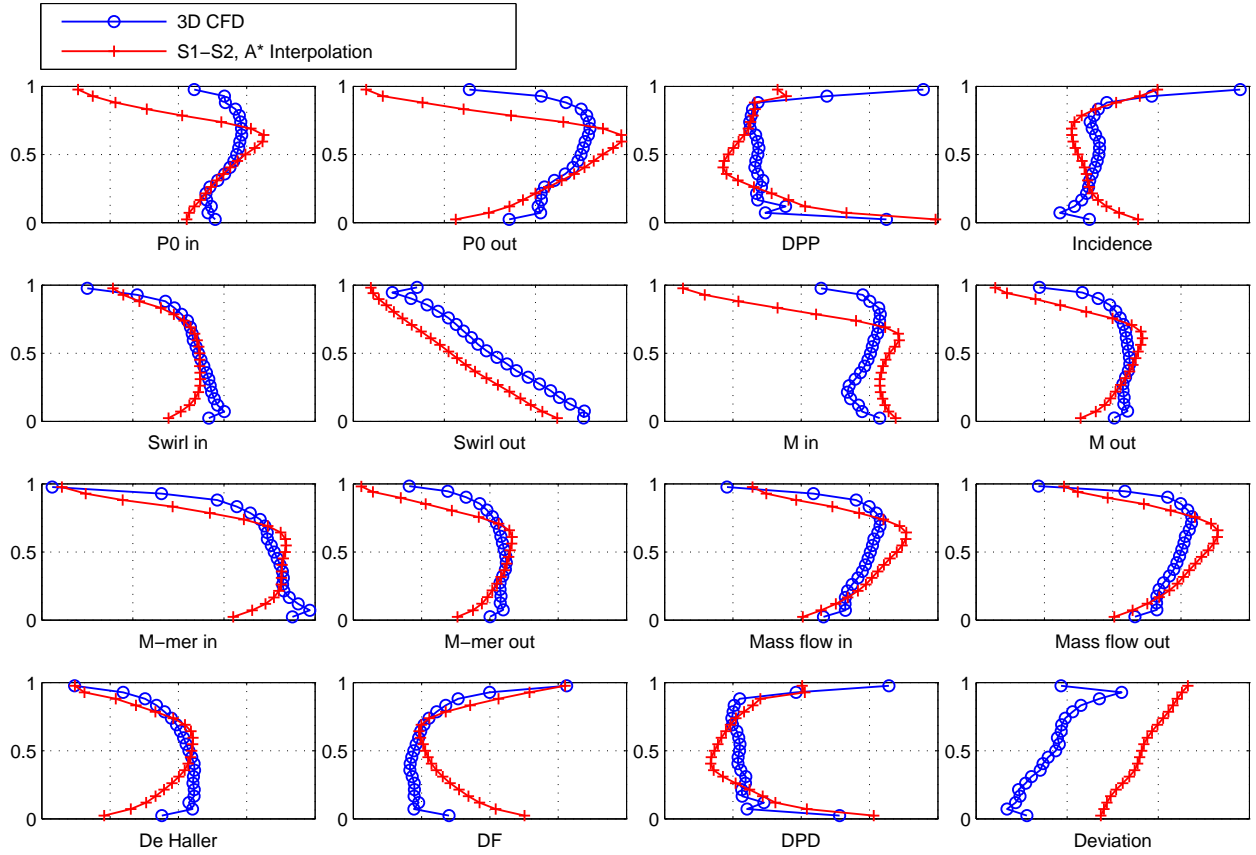 3D CFD
S1−S2, A* Interpolation
1
0.5
0
P0 in
1
0.5
0
P0 out
1
0.5
0
DPP
1
0.5
0
Incidence
1
0.5
0
Swirl in
1
0.5
0
Swirl out
1
0.5
0
M in
1
0.5
0
M out
1
0.5
0
M−mer in
1
0.5
0
M−mer out
1
0.5
0
Mass flow in
1
0.5
0
Mass flow out
1
0.5
0
De Haller
1
0.5
0
DF
1
0.5
0
DPD
1
0.5
0
Deviation